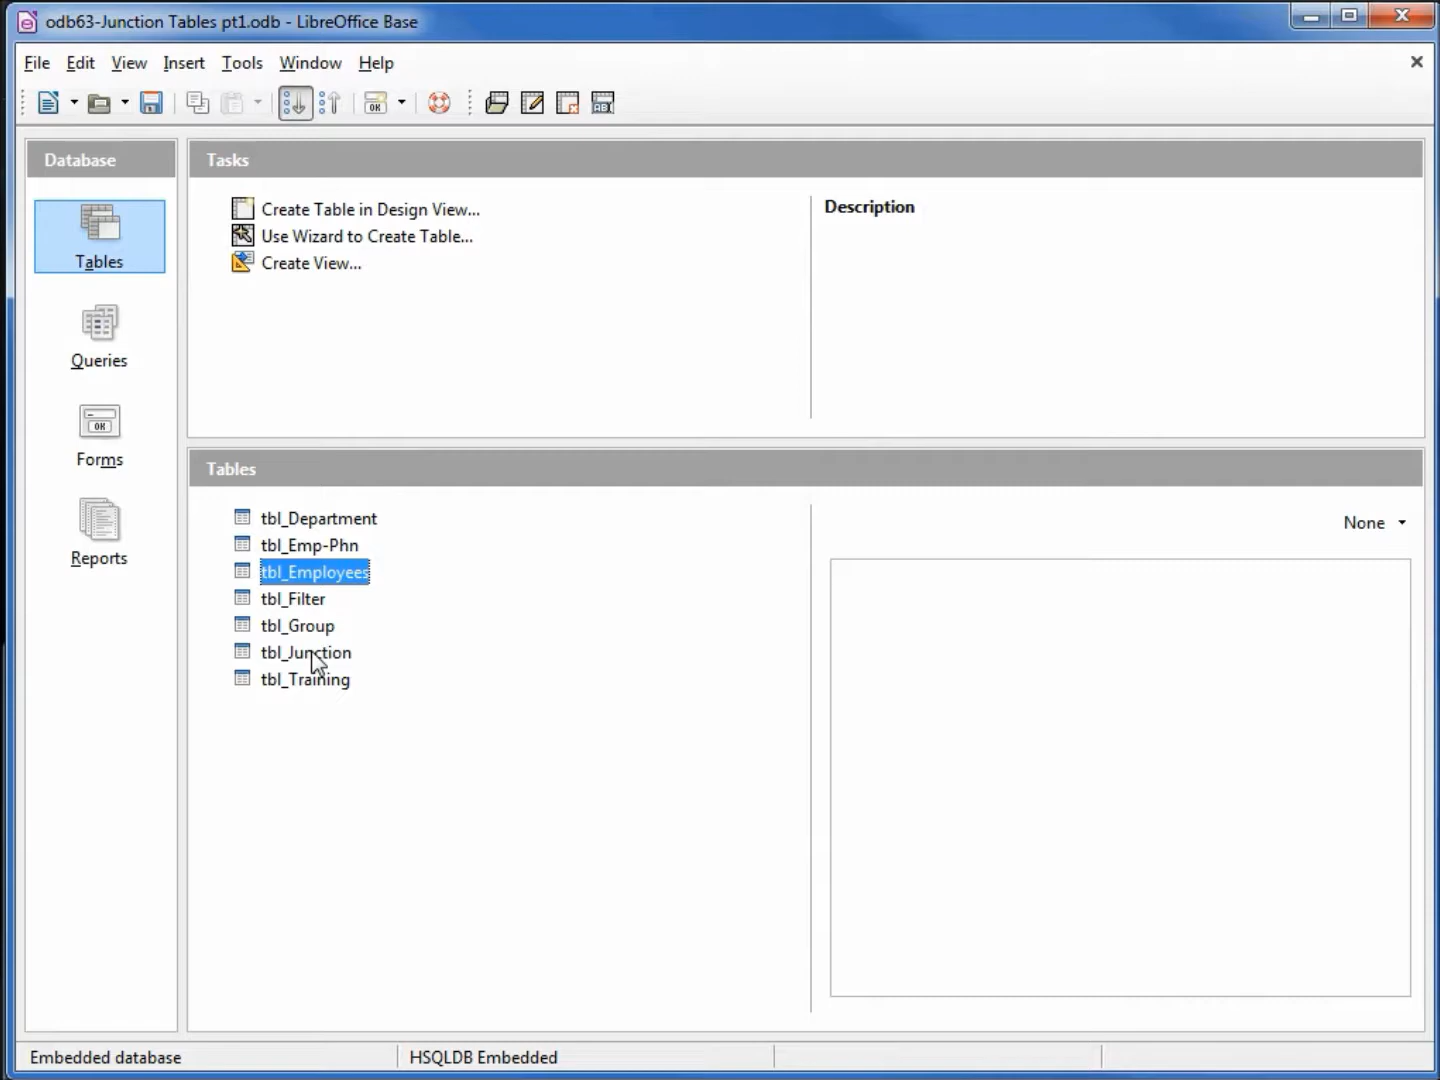 odb63-Junction Tables pt1.odb - LibreOffice Base
File Edit View Insert Tools Window Help
Database
Tables
Queries
Forms
Reports
Tasks
Create Table in Design View...
Use Wizard to Create Table...
Create View...
Description
Tables
tbl_Department
tbl_Emp-Phn
tbl_Employees
tbl_Filter
tbl_Group
tbl_Junction
tbl_Training
None
Embedded database
HSQLDB Embedded